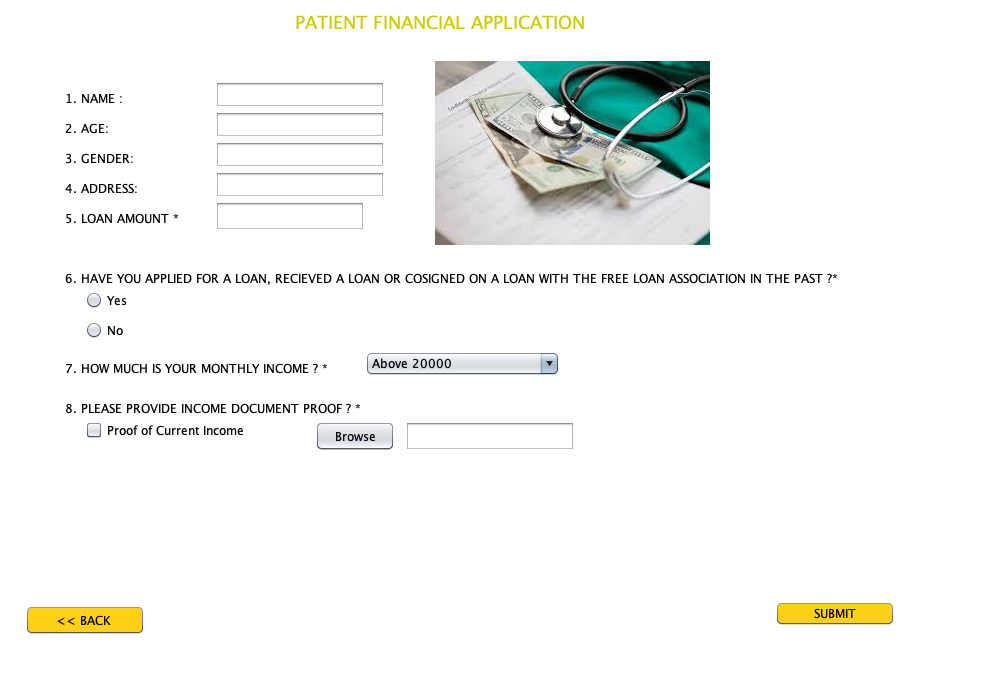 PATIENT FINANCIAL APPLICATION
1. NAME :
2. AGE:
3. GENDER:
4. ADDRESS:
5. LOAN AMOUNT *
6. HAVE YOU APPLIED FOR A LOAN, RECIEVED A LOAN OR COSIGNED ON A LOAN WITH THE FREE LOAN ASSOCIATION IN THE PAST ?*
Yes
No
7. HOW MUCH IS YOUR MONTHLY INCOME ? *
Above 20000
8. PLEASE PROVIDE INCOME DOCUMENT PROOF ? *
Proof of Current Income
Browse
<< BACK
SUBMIT